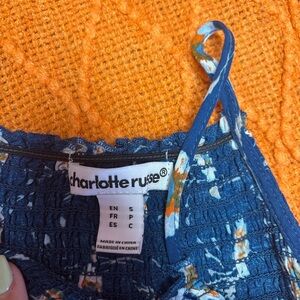 charlotte russe®
EN S
FR P
ES C
MADE IN CHINA
FABRIQUÉ EN CHINE